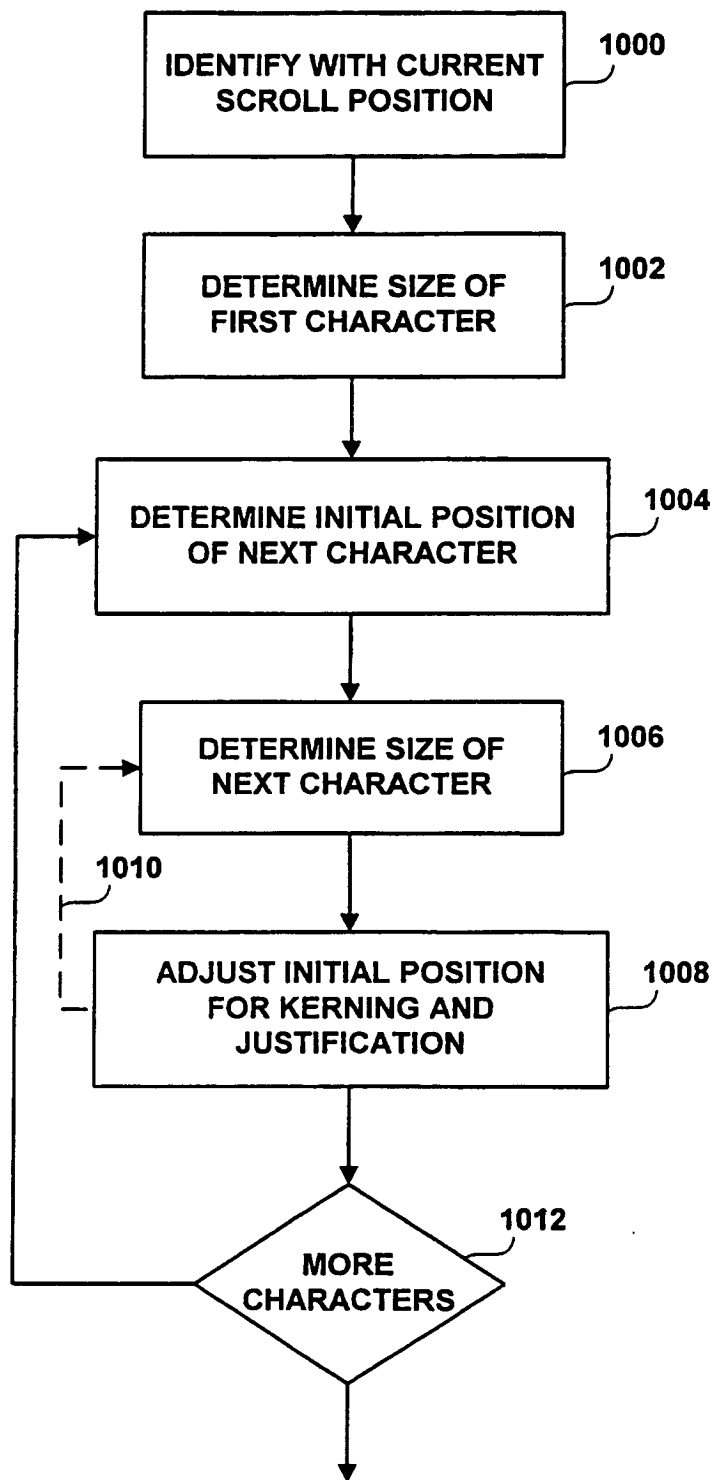 IDENTIFY WITH CURRENT
SCROLL POSITION
1000
DETERMINE SIZE OF
FIRST CHARACTER
1002
DETERMINE INITIAL POSITION
OF NEXT CHARACTER
1004
DETERMINE SIZE OF
NEXT CHARACTER
1006
1010
ADJUST INITIAL POSITION
FOR KERNING AND
JUSTIFICATION
1008
MORE
CHARACTERS
1012